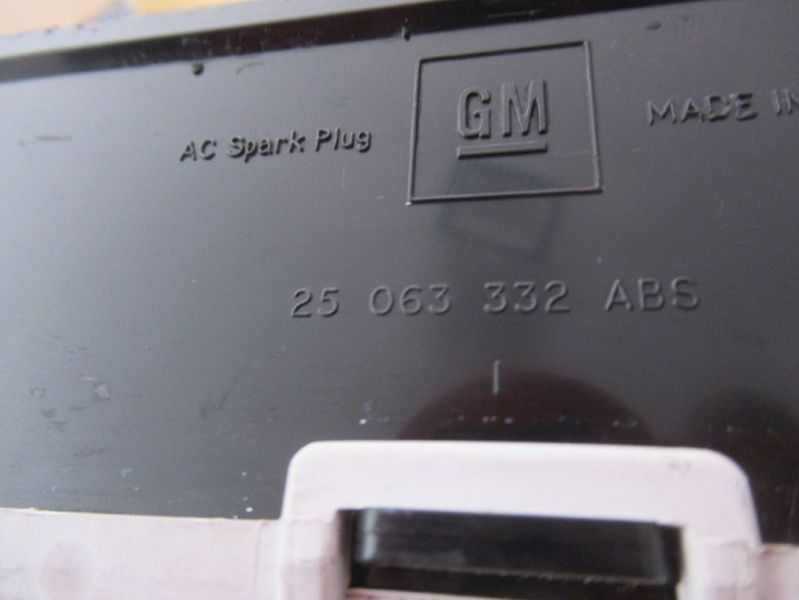 AC Spark Plug
GM
MADE IN
25 063 332 ABS